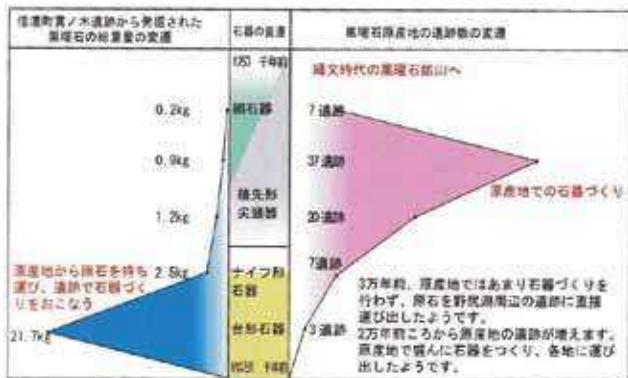 信濃町貫ノ木遺跡から発掘された
黒曜石の総重量の変遷
石器の変遷
黒曜石原産地の遺跡数の変遷
千年前
縄文時代の黒曜石鉱山へ
0.2kg
細石器
7遺跡
0.9kg
37遺跡
槍先形
尖頭器
原産地での石器づくり
1.2kg
20遺跡
7遺跡
原産地から原石を持ち
運び、遺跡で石器づく
りをおこなう
2.5kg
ナイフ形
石器
21.7kg
台形石器
3遺跡
千年前
3万年前、原産地ではあまり石器づくりを
行わず、原石を野尻湖周辺の遺跡に直接
運び出したようです。
2万年前ころから原産地の遺跡が増えます。
原産地で盛んに石器をつくり、各地に運び
出したようです。